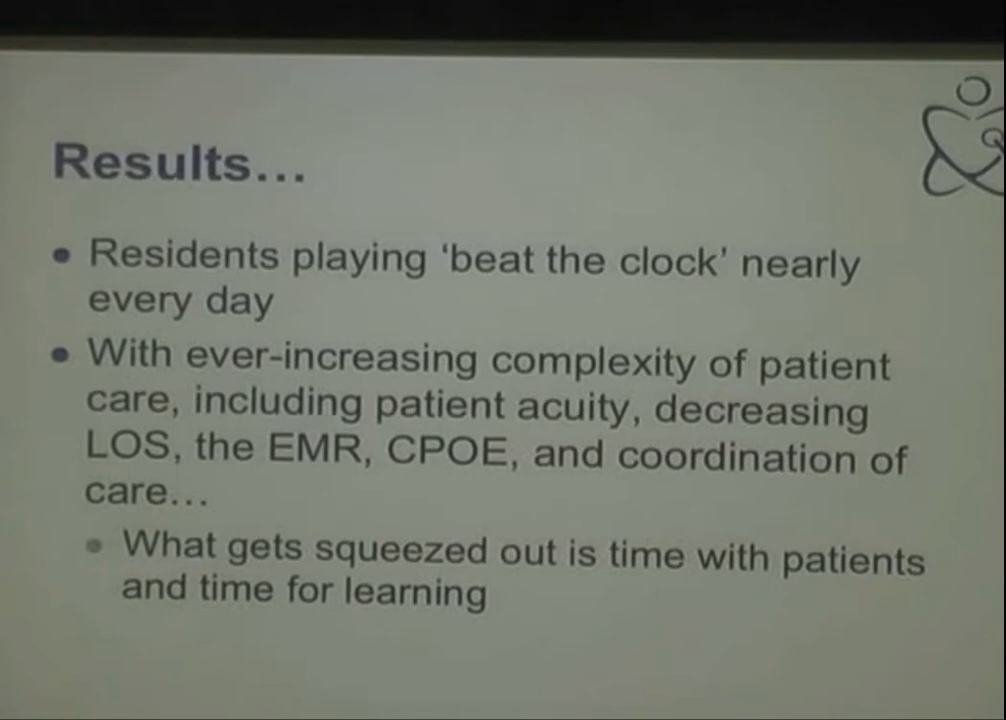 Results...
• Residents playing ‘beat the clock’ nearly
every day
• With ever-increasing complexity of patient
care, including patient acuity, decreasing
LOS, the EMR, CPOE, and coordination of
care...
• What gets squeezed out is time with patients
and time for learning